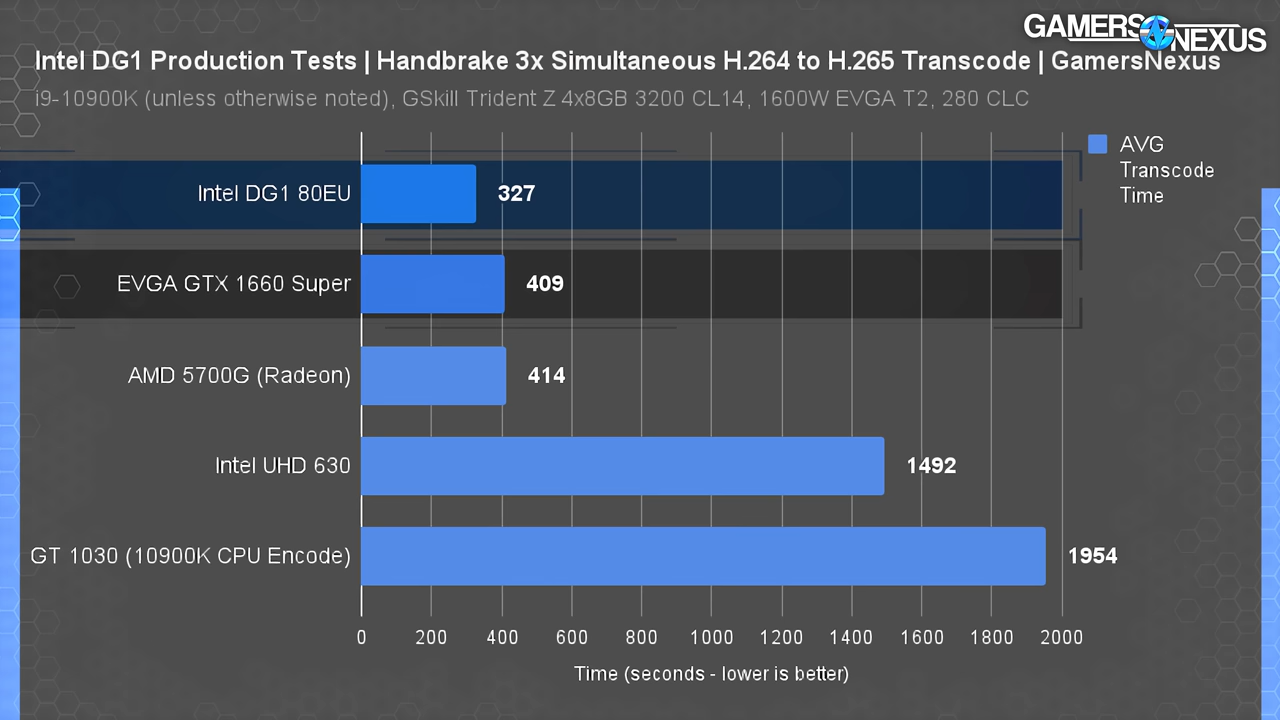 GAMERS NEXUS
Intel DG1 Production Tests | Handbrake 3x Simultaneous H.264 to H.265 Transcode | GamersNexus
i9-10900K (unless otherwise noted), GSkill Trident Z 4x8GB 3200 CL14, 1600W EVGA T2, 280 CLC
AVG
Transcode
Time
Intel DG1 80EU 327
EVGA GTX 1660 Super 409
AMD 5700G (Radeon) 414
Intel UHD 630 1492
GT 1030 (10900K CPU Encode) 1954
0 200 400 600 800 1000 1200 1400 1600 1800 2000
Time (seconds - lower is better)